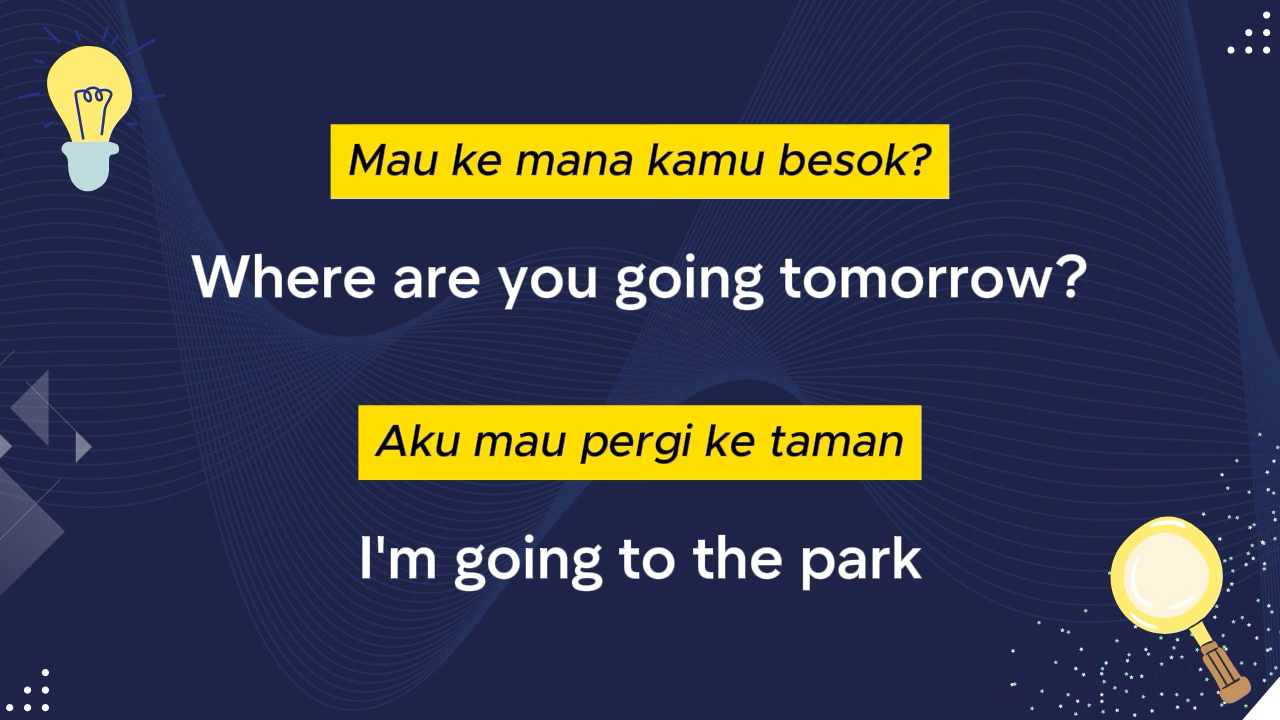 Mau ke mana kamu besok?
Where are you going tomorrow?
Aku mau pergi ke taman
I'm going to the park